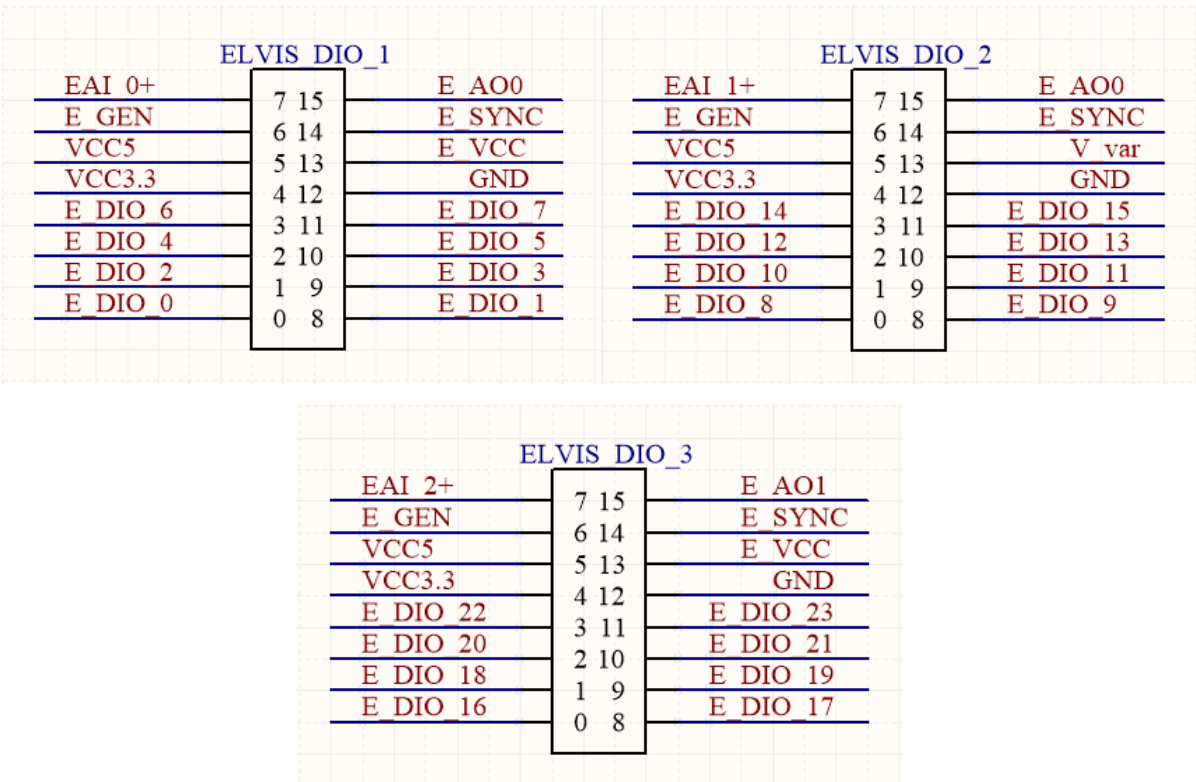 ELVIS_DIO_1
EAI_0+ 7 15 E_AO0
E_GEN 6 14 E_SYNC
VCC5 5 13 E_VCC
VCC3.3 4 12 GND
E_DIO_6 3 11 E_DIO_7
E_DIO_4 2 10 E_DIO_5
E_DIO_2 1 9 E_DIO_3
E_DIO_0 0 8 E_DIO_1
ELVIS_DIO_2
EAI_1+ 7 15 E_AO0
E_GEN 6 14 E_SYNC
VCC5 5 13 V_var
VCC3.3 4 12 GND
E_DIO_14 3 11 E_DIO_15
E_DIO_12 2 10 E_DIO_13
E_DIO_10 1 9 E_DIO_11
E_DIO_8 0 8 E_DIO_9
ELVIS_DIO_3
EAI_2+ 7 15 E_AO1
E_GEN 6 14 E_SYNC
VCC5 5 13 E_VCC
VCC3.3 4 12 GND
E_DIO_22 3 11 E_DIO_23
E_DIO_20 2 10 E_DIO_21
E_DIO_18 1 9 E_DIO_19
E_DIO_16 0 8 E_DIO_17